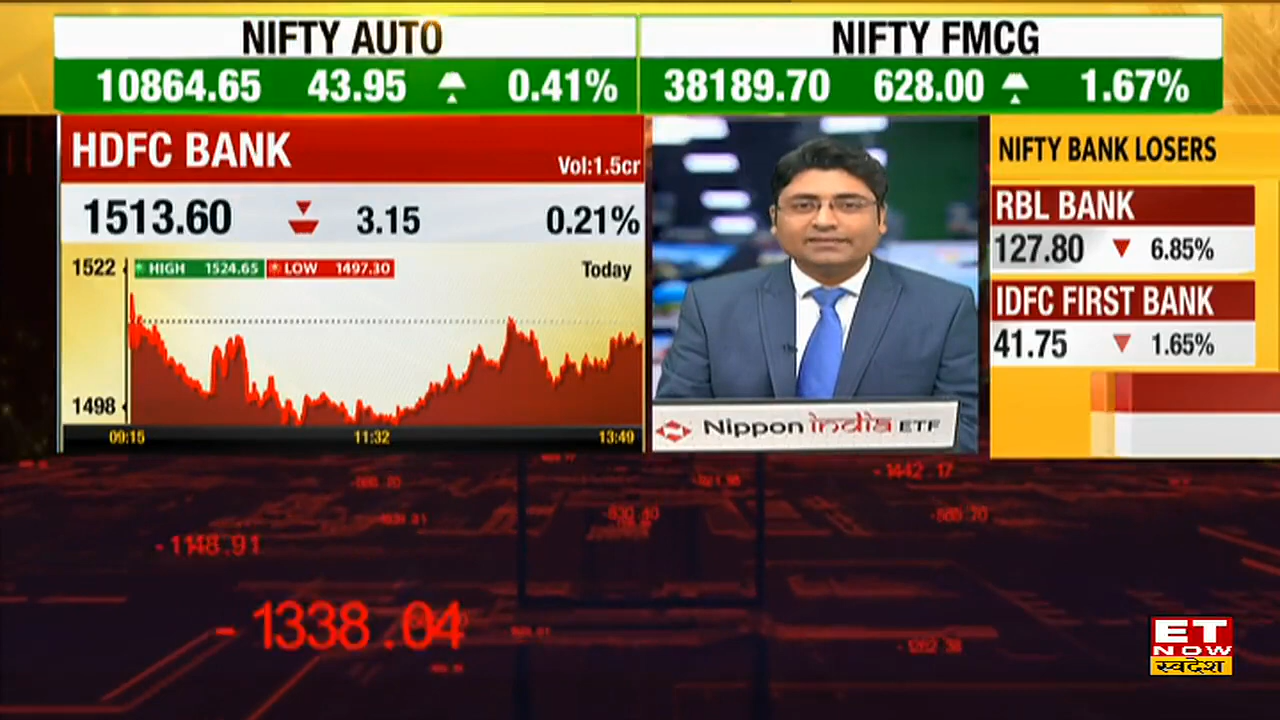 NIFTY AUTO
10864.65 43.95 0.41%
NIFTY FMCG
38189.70 628.00 1.67%
HDFC BANK
Vol:1.5cr
1513.60 3.15 0.21%
1522
HIGH 1524.65 LOW 1497.30
Today
1498
09:15 11:32 13:49
Nippon india ETF
NIFTY BANK LOSERS
RBL BANK
127.80 6.85%
IDFC FIRST BANK
41.75 1.65%
-1442.17
-1148.91
-1338.04
ET
NOW
स्वदेश